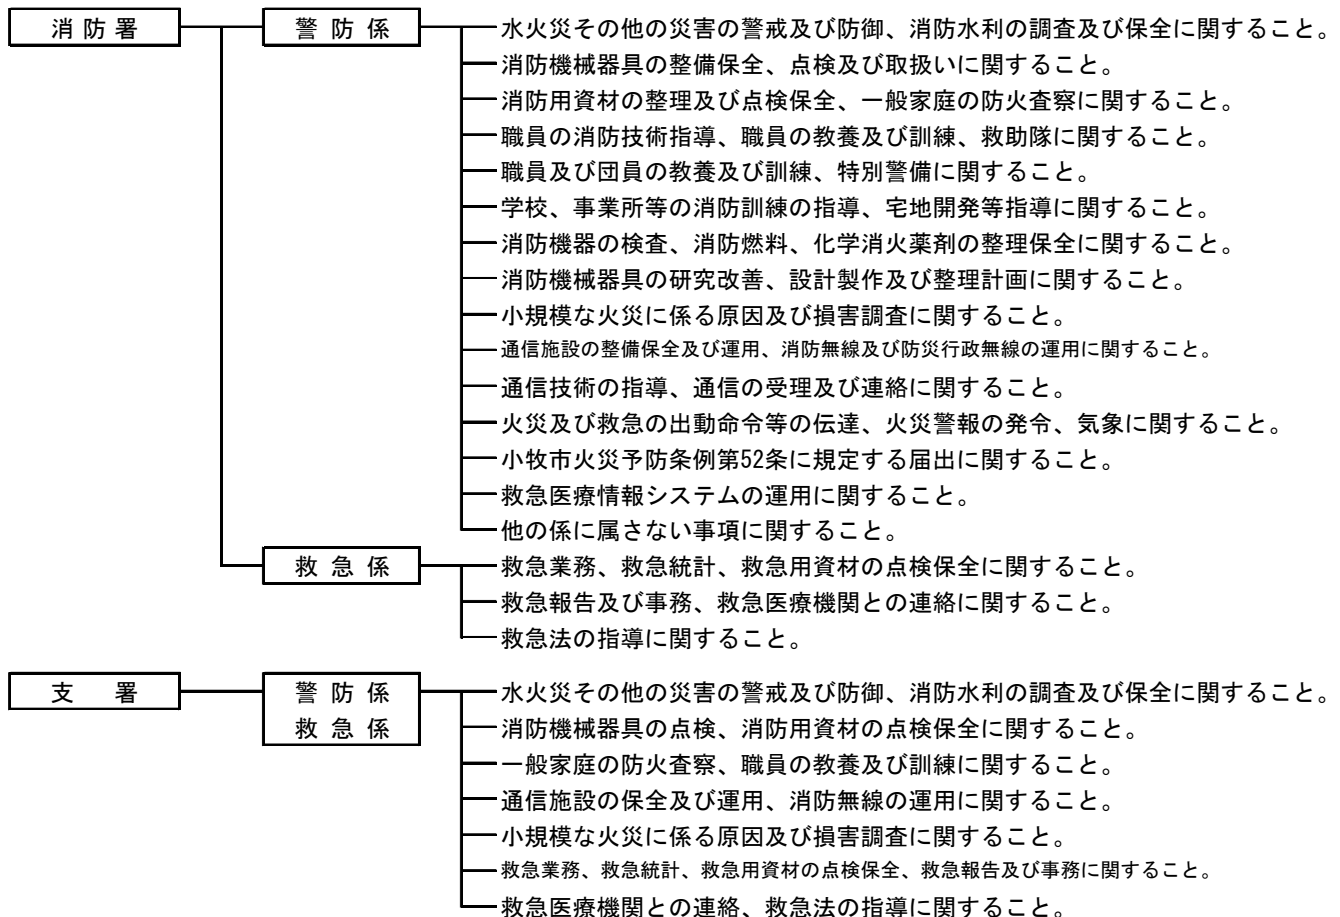 消防署 警防係 水火災その他の災害の警戒及び防御、消防水利の調査及び保全に関すること。
消防機械器具の整備保全、点検及び取扱いに関すること。
消防用資材の整理及び点検保全、一般家庭の防火査察に関すること。
職員の消防技術指導、職員の教養及び訓練、救助隊に関すること。
職員及び団員の教養及び訓練、特別警備に関すること。
学校、事業所等の消防訓練の指導、宅地開発等指導に関すること。
消防機器の検査、消防燃料、化学消火薬剤の整理保全に関すること。
消防機械器具の研究改善、設計製作及び整理計画に関すること。
小規模な火災に係る原因及び損害調査に関すること。
通信施設の整備保全及び運用、消防無線及び防災行政無線の運用に関すること。
通信技術の指導、通信の受理及び連絡に関すること。
火災及び救急の出動命令等の伝達、火災警報の発令、気象に関すること。
小牧市火災予防条例第52条に規定する届出に関すること。
救急医療情報システムの運用に関すること。
他の係に属さない事項に関すること。
救急係 救急業務、救急統計、救急用資材の点検保全に関すること。
救急報告及び事務、救急医療機関との連絡に関すること。
救急法の指導に関すること。
支署 警防係 水火災その他の災害の警戒及び防御、消防水利の調査及び保全に関すること。
救急係 消防機械器具の点検、消防用資材の点検保全に関すること。
一般家庭の防火査察、職員の教養及び訓練に関すること。
通信施設の保全及び運用、消防無線の運用に関すること。
小規模な火災に係る原因及び損害調査に関すること。
救急業務、救急統計、救急用資材の点検保全、救急報告及び事務に関すること。
救急医療機関との連絡、救急法の指導に関すること。